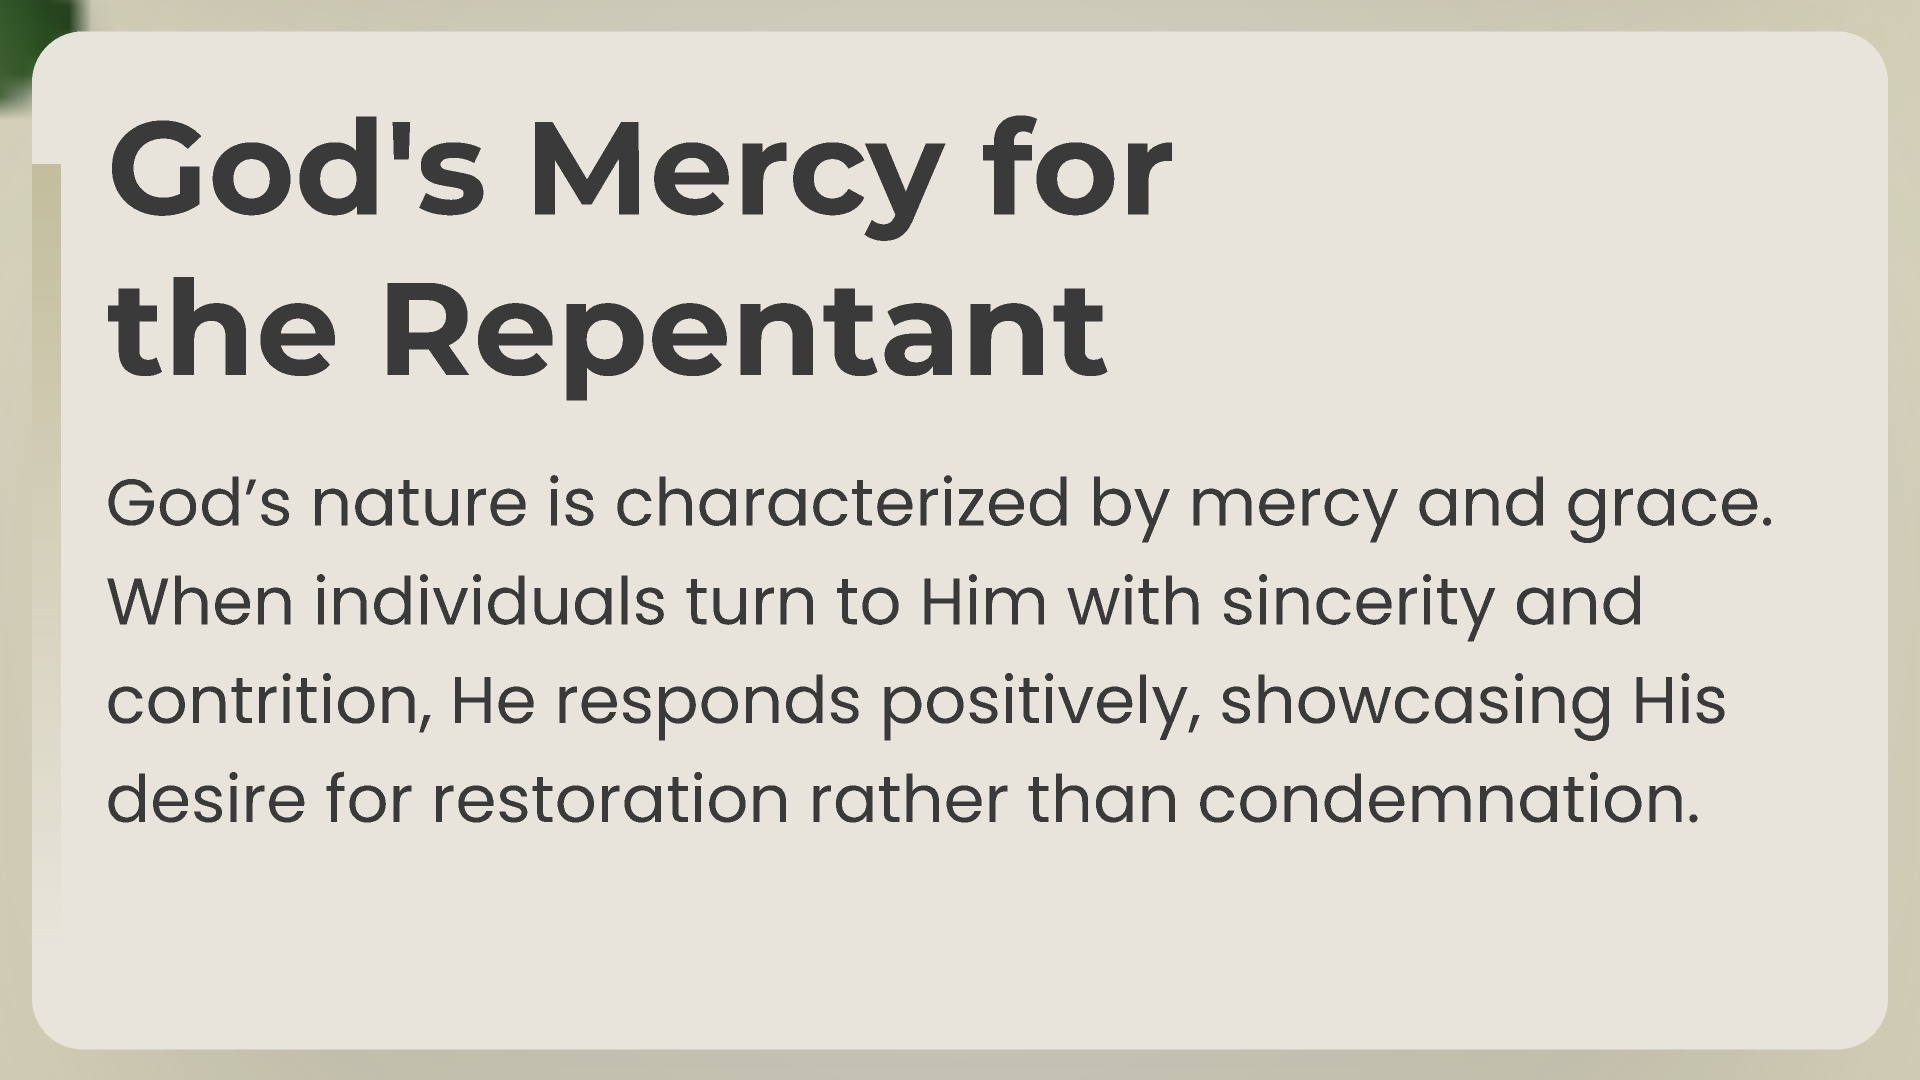 God's Mercy for
the Repentant
God’s nature is characterized by mercy and grace.
When individuals turn to Him with sincerity and
contrition, He responds positively, showcasing His
desire for restoration rather than condemnation.